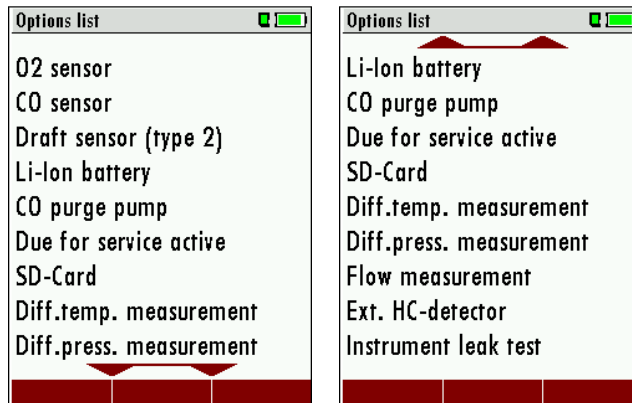 Options list
O2 sensor
CO sensor
Draft sensor (type 2)
Li-Ion battery
CO purge pump
Due for service active
SD-Card
Diff.temp. measurement
Diff.press. measurement
Options list
Li-Ion battery
CO purge pump
Due for service active
SD-Card
Diff.temp. measurement
Diff.press. measurement
Flow measurement
Ext. HC-detector
Instrument leak test